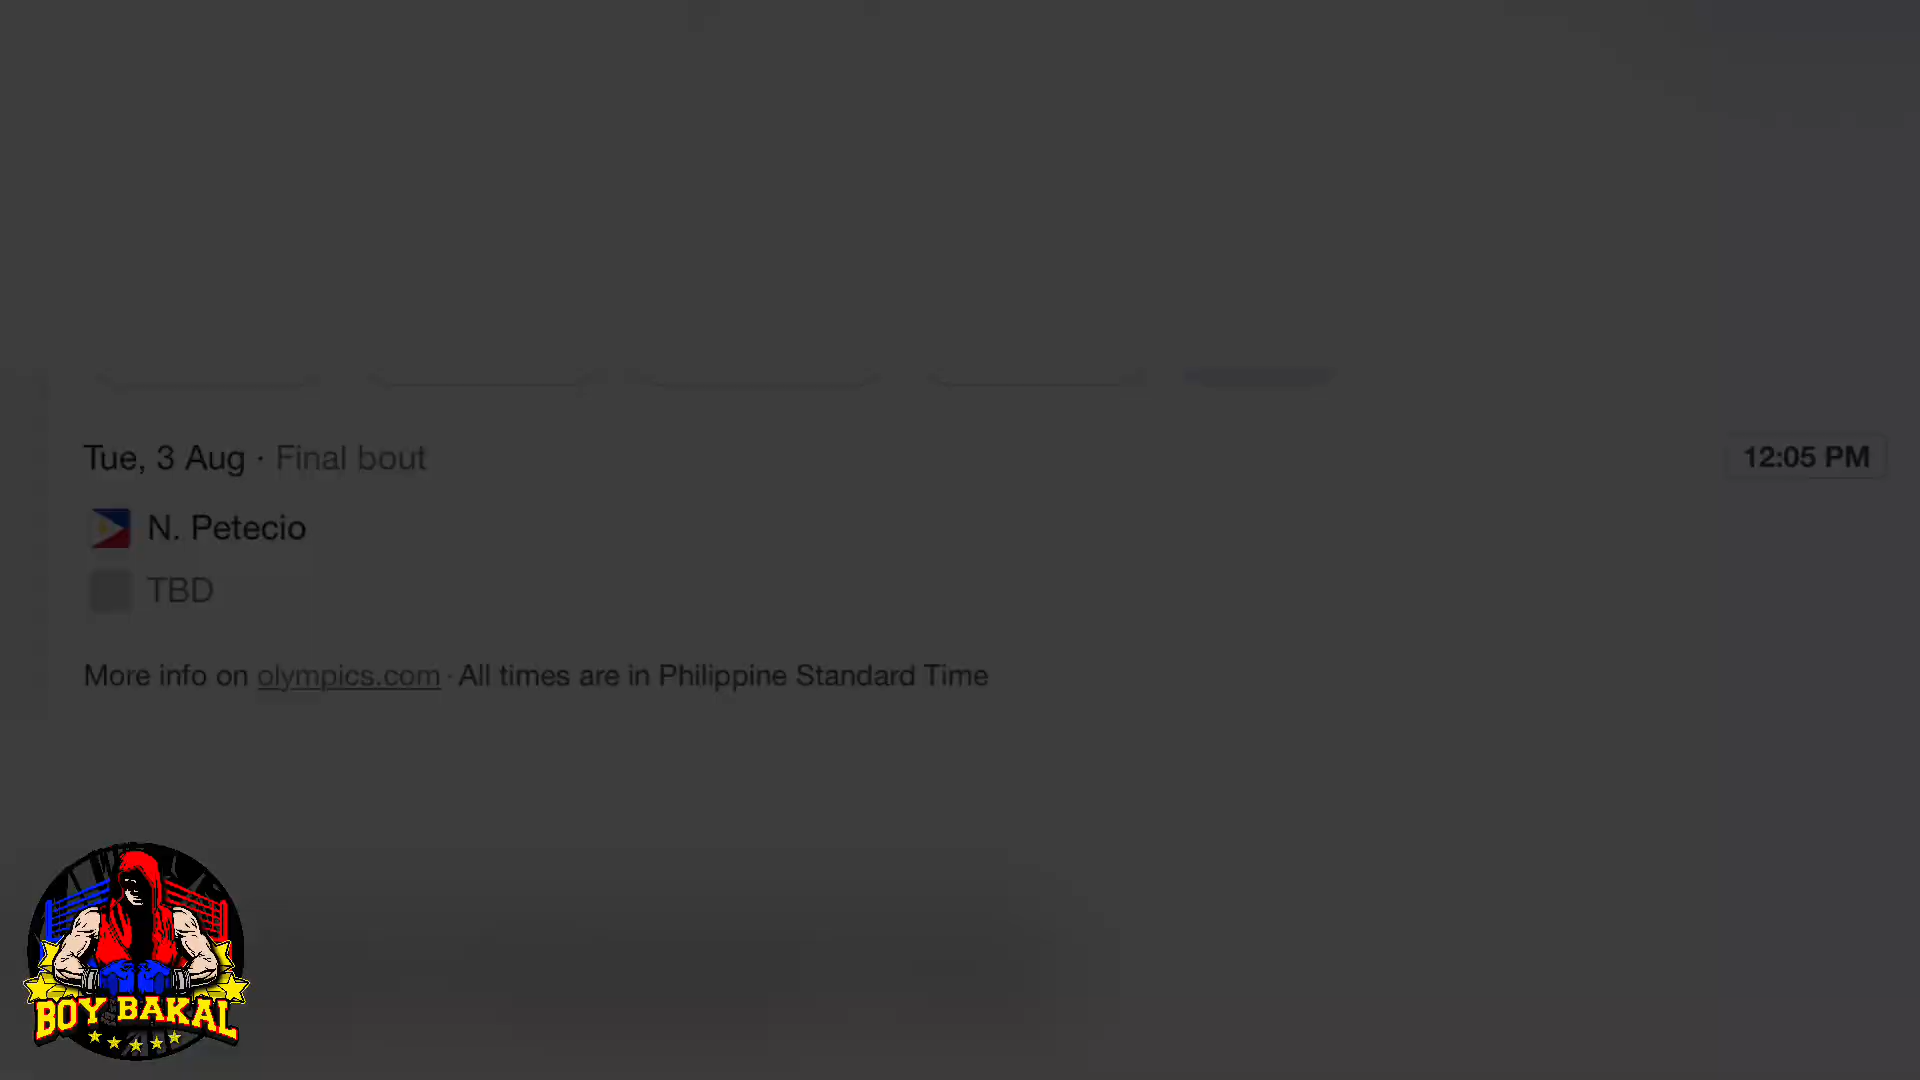 Tue, 3 Aug · Final bout
12:05 PM
N. Petecio
TBD
More info on olympics.com · All times are in Philippine Standard Time
BOY BAKAL